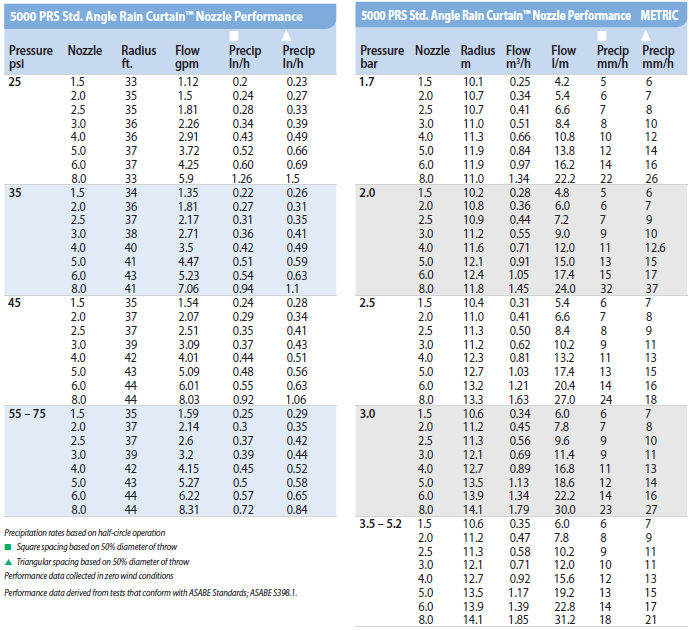 5000 PRS Std. Angle Rain Curtain™ Nozzle Performance
Pressure Nozzle Radius Flow Precip Precip
psi ft. gpm In/h In/h
25 1.5 33 1.12 0.2 0.23
2.0 35 1.5 0.24 0.27
2.5 35 1.81 0.28 0.33
3.0 36 2.26 0.34 0.39
4.0 36 2.91 0.43 0.49
5.0 37 3.72 0.52 0.66
6.0 37 4.25 0.60 0.69
8.0 33 5.9 1.26 1.5
35 1.5 34 1.35 0.22 0.26
2.0 36 1.81 0.27 0.31
2.5 37 2.17 0.31 0.35
3.0 38 2.71 0.36 0.41
4.0 40 3.5 0.42 0.49
5.0 41 4.47 0.51 0.59
6.0 43 5.23 0.54 0.63
8.0 41 7.06 0.94 1.1
45 1.5 35 1.54 0.24 0.28
2.0 37 2.07 0.29 0.34
2.5 37 2.51 0.35 0.41
3.0 39 3.09 0.37 0.43
4.0 42 4.01 0.44 0.51
5.0 43 5.09 0.48 0.56
6.0 44 6.01 0.55 0.63
8.0 44 8.03 0.92 1.06
55 – 75 1.5 35 1.59 0.25 0.29
2.0 37 2.14 0.3 0.35
2.5 37 2.6 0.37 0.42
3.0 39 3.2 0.39 0.44
4.0 42 4.15 0.45 0.52
5.0 43 5.27 0.5 0.58
6.0 44 6.22 0.57 0.65
8.0 44 8.31 0.72 0.84
Precipitation rates based on half-circle operation
Square spacing based on 50% diameter of throw
Triangular spacing based on 50% diameter of throw
Performance data collected in zero wind conditions
Performance data derived from tests that conform with ASABE Standards; ASABE S398.1.
5000 PRS Std. Angle Rain Curtain™ Nozzle Performance METRIC
Pressure Nozzle Radius Flow Flow Precip Precip
bar m m³/h l/m mm/h mm/h
1.7 1.5 10.1 0.25 4.2 5 6
2.0 10.7 0.34 5.4 6 7
2.5 10.7 0.41 6.6 7 8
3.0 11.0 0.51 8.4 8 10
4.0 11.3 0.66 10.8 10 12
5.0 11.9 0.84 13.8 12 14
6.0 11.9 0.97 16.2 14 16
8.0 11.0 1.34 22.2 22 26
2.0 1.5 10.2 0.28 4.8 5 6
2.0 10.8 0.36 6.0 6 7
2.5 10.9 0.44 7.2 7 9
3.0 11.2 0.55 9.0 9 10
4.0 11.6 0.71 12.0 11 12.6
5.0 12.1 0.91 15.0 13 15
6.0 12.4 1.05 17.4 15 17
8.0 11.8 1.45 24.0 32 37
2.5 1.5 10.4 0.31 5.4 6 7
2.0 11.0 0.41 6.6 7 8
2.5 11.3 0.50 8.4 8 9
3.0 11.2 0.62 10.2 9 11
4.0 12.3 0.81 13.2 11 13
5.0 12.7 1.03 17.4 13 15
6.0 13.2 1.21 20.4 14 16
8.0 13.3 1.63 27.0 24 18
3.0 1.5 10.6 0.34 6.0 6 7
2.0 11.2 0.45 7.8 7 8
2.5 11.3 0.56 9.6 9 10
3.0 12.1 0.69 11.4 9 11
4.0 12.7 0.89 16.8 11 13
5.0 13.5 1.13 18.6 12 14
6.0 13.9 1.34 22.2 14 16
8.0 14.1 1.79 30.0 23 27
3.5 – 5.2 1.5 10.6 0.35 6.0 6 7
2.0 11.2 0.47 7.8 8 9
2.5 11.3 0.58 10.2 9 11
3.0 12.1 0.71 12.0 10 11
4.0 12.7 0.92 15.6 12 13
5.0 13.5 1.17 19.2 13 15
6.0 13.9 1.39 22.8 14 17
8.0 14.1 1.85 31.2 18 21